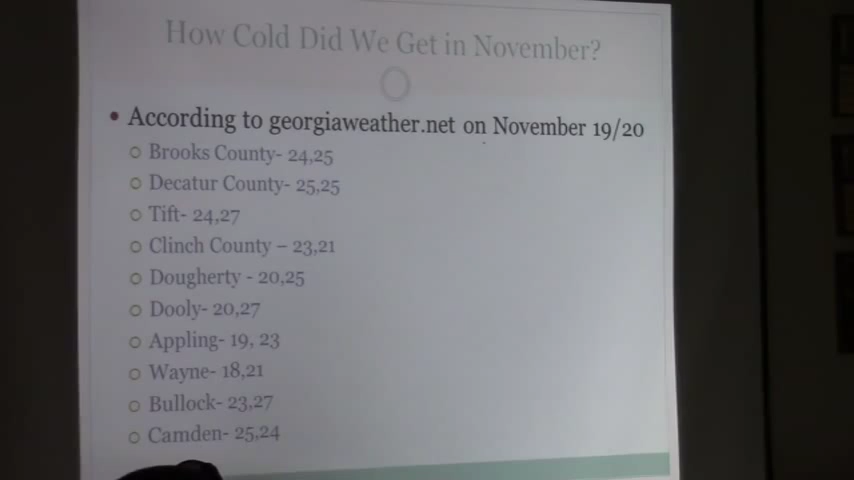 How Cold Did We Get in November?
• According to georgiaweather.net on November 19/20
○ Brooks County- 24,25
○ Decatur County- 25,25
○ Tift- 24,27
○ Clinch County – 23,21
○ Dougherty - 20,25
○ Dooly- 20,27
○ Appling- 19, 23
○ Wayne- 18,21
○ Bullock- 23,27
○ Camden- 25,24